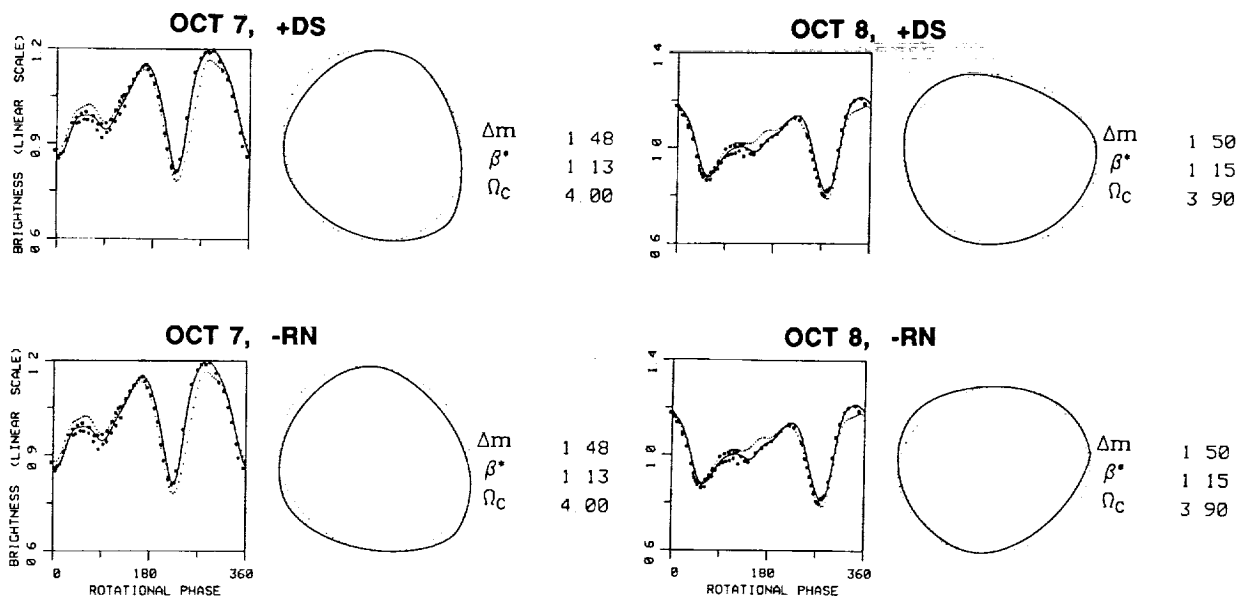 OCT 7, +DS
BRIGHTNESS (LINEAR SCALE)
1 2
0 9
0 6
Δm 1 48
β* 1 13
ΩC 4.00
OCT 8, +DS
1 4
1 0
0 6
Δm 1 50
β* 1 15
ΩC 3 90
OCT 7, -RN
BRIGHTNESS (LINEAR SCALE)
1 2
0 9
0 6
0 180 360
ROTATIONAL PHASE
Δm 1 48
β* 1 13
ΩC 4.00
OCT 8, -RN
1 4
1 0
0 6
0 180 360
ROTATIONAL PHASE
Δm 1 50
β* 1 15
ΩC 3 90